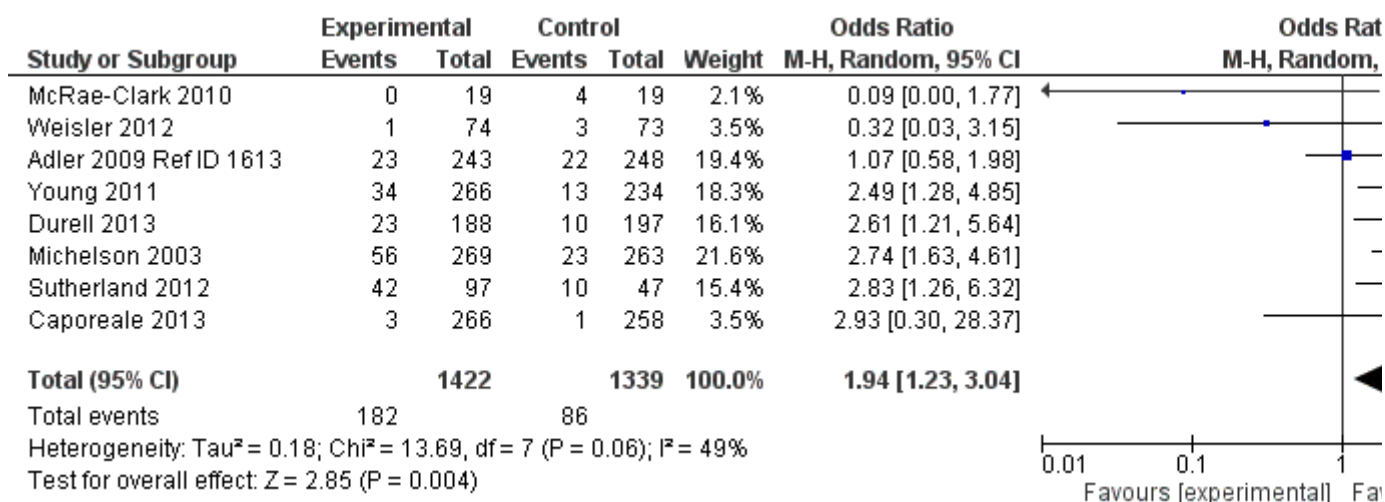 Experimental Control Odds Ratio Odds Rat
Study or Subgroup Events Total Events Total Weight M-H, Random, 95% CI M-H, Random,
McRae-Clark 2010 0 19 4 19 2.1% 0.09 [0.00, 1.77]
Weisler 2012 1 74 3 73 3.5% 0.32 [0.03, 3.15]
Adler 2009 Ref ID 1613 23 243 22 248 19.4% 1.07 [0.58, 1.98]
Young 2011 34 266 13 234 18.3% 2.49 [1.28, 4.85]
Durell 2013 23 188 10 197 16.1% 2.61 [1.21, 5.64]
Michelson 2003 56 269 23 263 21.6% 2.74 [1.63, 4.61]
Sutherland 2012 42 97 10 47 15.4% 2.83 [1.26, 6.32]
Caporeale 2013 3 266 1 258 3.5% 2.93 [0.30, 28.37]
Total (95% CI) 1422 1339 100.0% 1.94 [1.23, 3.04]
Total events 182 86
Heterogeneity: Tau² = 0.18; Chi² = 13.69, df = 7 (P = 0.06); I² = 49%
Test for overall effect: Z = 2.85 (P = 0.004)
0.01 0.1 1
Favours [experimental] Fav